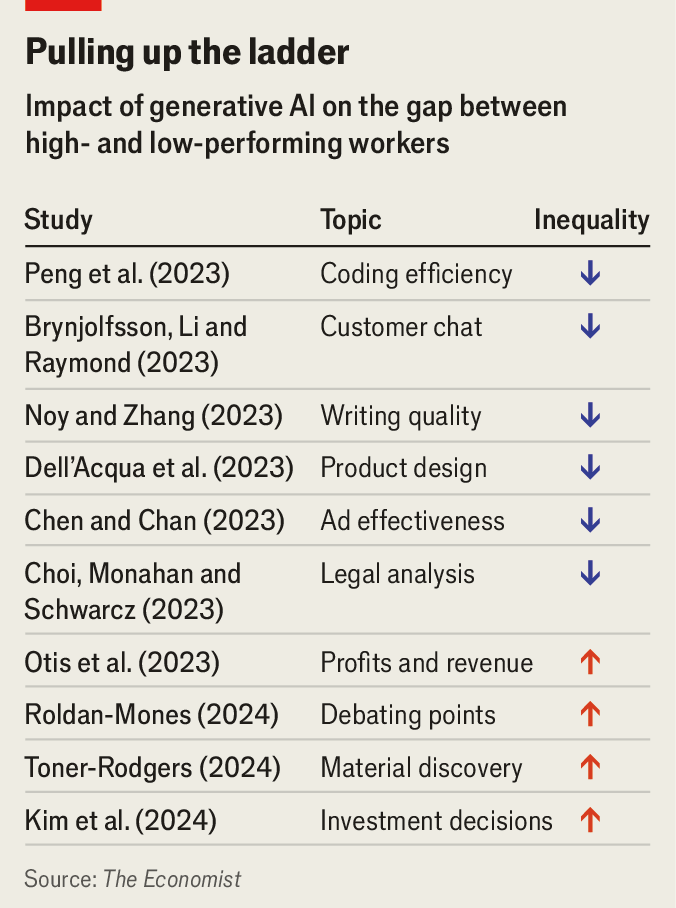 Pulling up the ladder
Impact of generative AI on the gap between
high- and low-performing workers
Study Topic Inequality
Peng et al. (2023) Coding efficiency ↓
Brynjolfsson, Li and Customer chat ↓
Raymond (2023)
Noy and Zhang (2023) Writing quality ↓
Dell’Acqua et al. (2023) Product design ↓
Chen and Chan (2023) Ad effectiveness ↓
Choi, Monahan and Legal analysis ↓
Schwarcz (2023)
Otis et al. (2023) Profits and revenue ↑
Roldan-Mones (2024) Debating points ↑
Toner-Rodgers (2024) Material discovery ↑
Kim et al. (2024) Investment decisions ↑
Source: The Economist